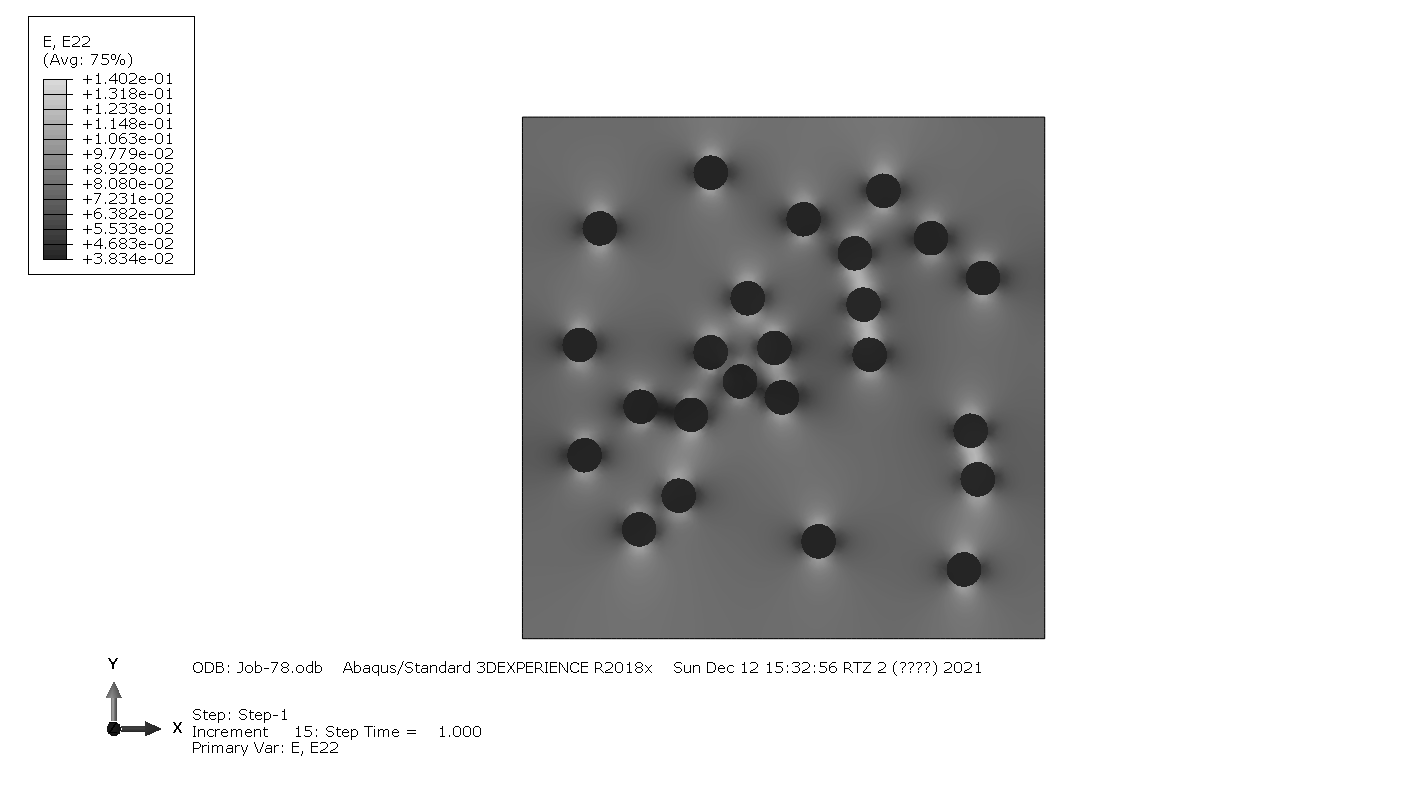 E, E22
(Avg: 75%)
+1.402e-01
+1.318e-01
+1.233e-01
+1.148e-01
+1.063e-01
+9.779e-02
+8.929e-02
+8.080e-02
+7.231e-02
+6.382e-02
+5.533e-02
+4.683e-02
+3.834e-02
Y
X
ODB: Job-78.odb    Abaqus/Standard 3DEXPERIENCE R2018x    Sun Dec 12 15:32:56 RTZ 2 (????) 2021
Step: Step-1
Increment    15: Step Time =    1.000
Primary Var: E, E22